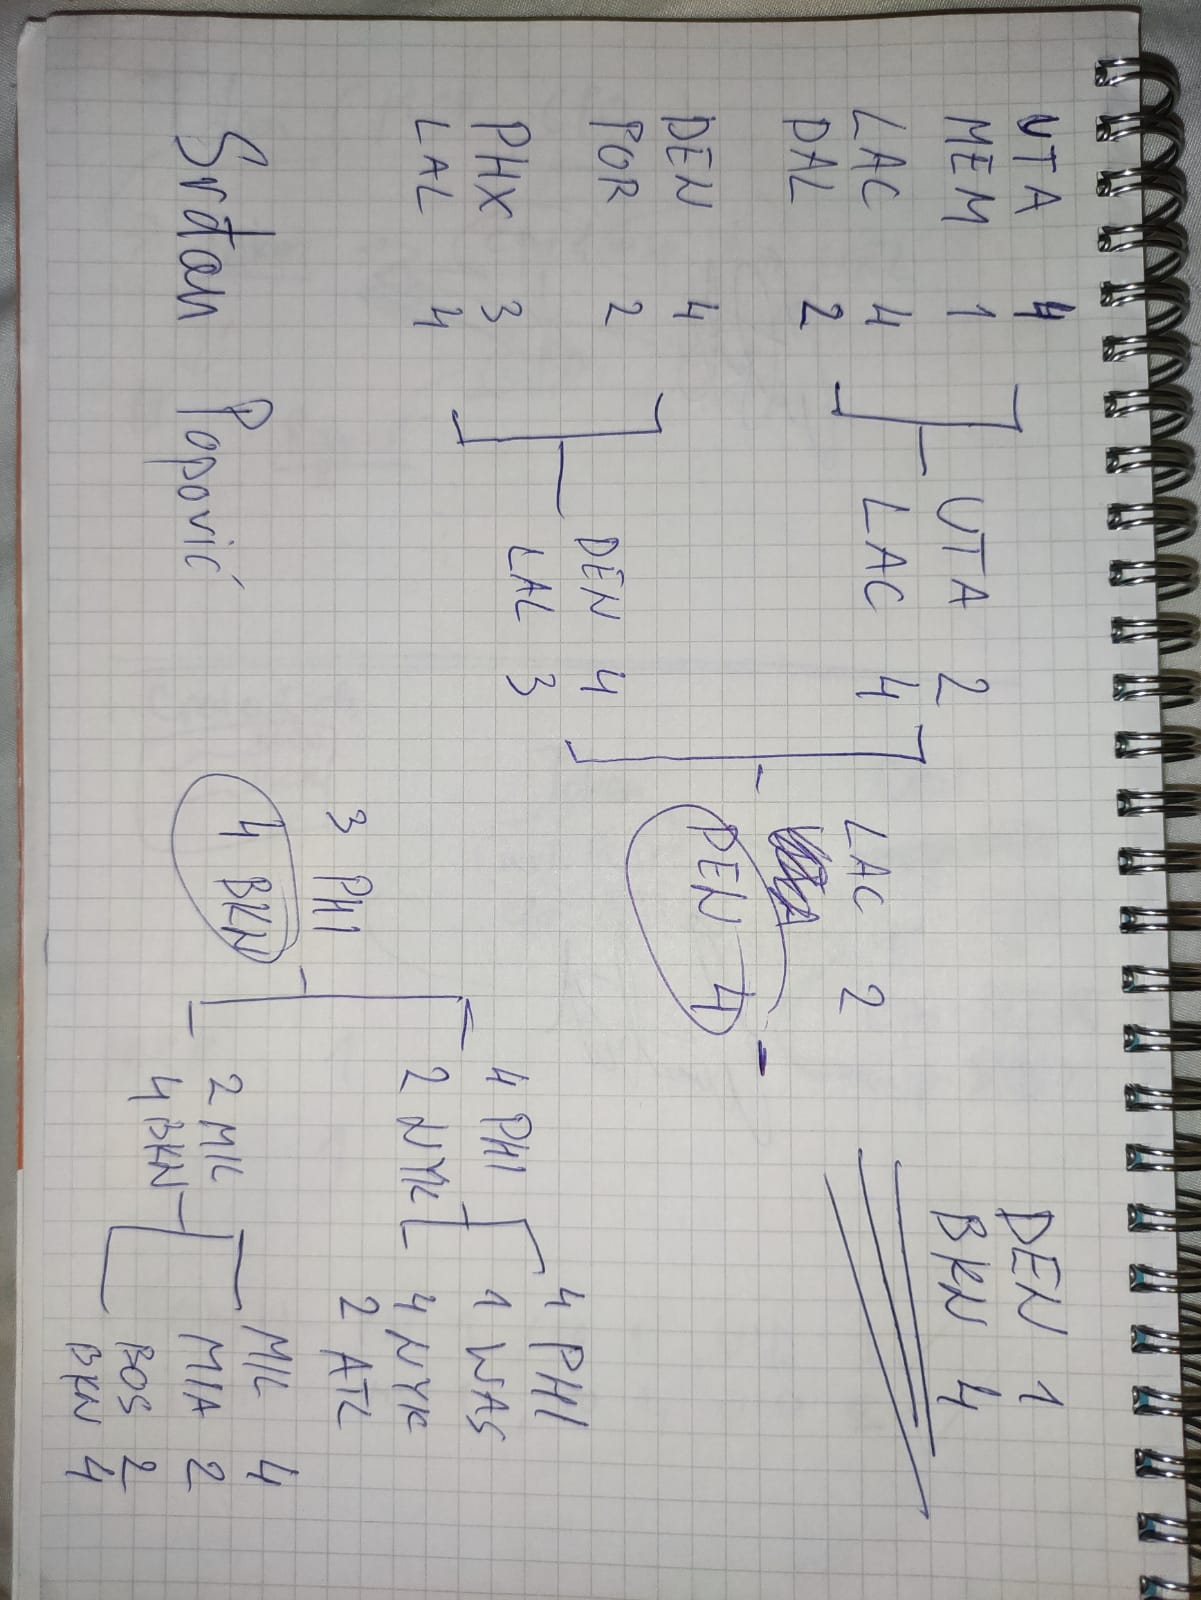 UTA 4
MEM 1
LAC 4
DAL 2
DEN 4
POR 2
PHX 3
LAL 4
UTA 2
LAC 4
DEN 4
LAL 3
LAC 2
DEN 4
DEN 1
BKN 4
3 PHI
4 BKN
4 PHI
2 NYK
2 MIL
4 BKN
4 PHI
1 WAS
4 NYK
2 ATL
MIL 4
MIA 2
BOS 2
BKN 4
Srđan Popović